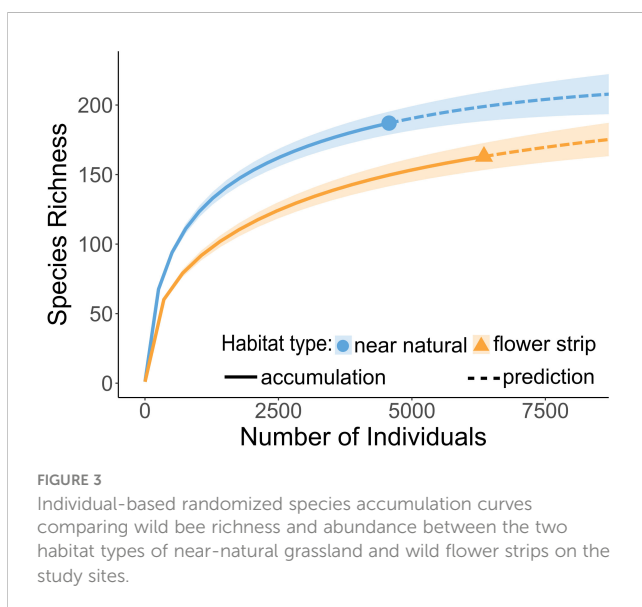 Species Richness
200
150
100
50
0
Habitat type: near natural flower strip
accumulation prediction
0 2500 5000 7500
Number of Individuals
FIGURE 3
Individual-based randomized species accumulation curves
comparing wild bee richness and abundance between the two
habitat types of near-natural grassland and wild flower strips on the
study sites.